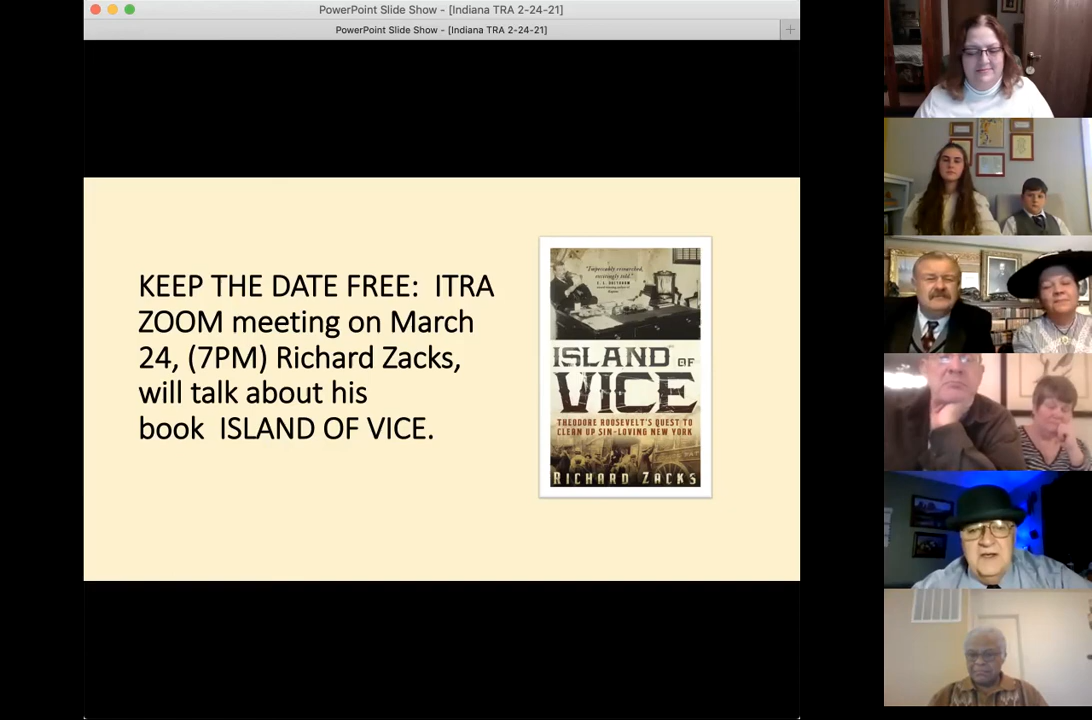 PowerPoint Slide Show - [Indiana TRA 2-24-21]
PowerPoint Slide Show - [Indiana TRA 2-24-21]
KEEP THE DATE FREE:  ITRA
ZOOM meeting on March
24, (7PM) Richard Zacks,
will talk about his
book  ISLAND OF VICE.
"Impeccably researched,
excitingly told."
ISLAND OF
VICE
THEODORE ROOSEVELT'S QUEST TO
CLEAN UP SIN-LOVING NEW YORK
RICHARD ZACKS